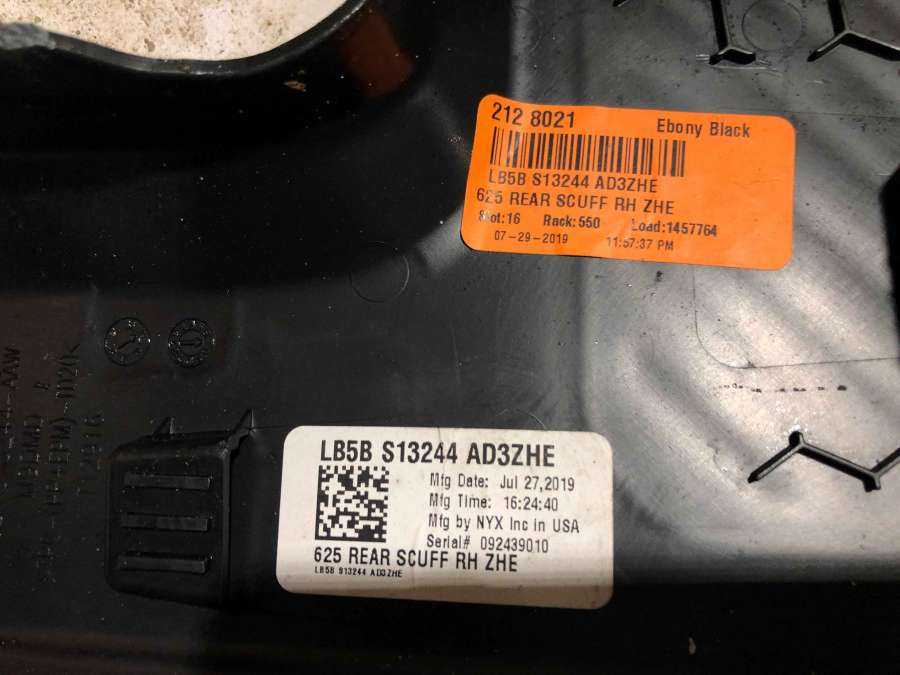 212 8021 Ebony Black
LB5B S13244 AD3ZHE
625 REAR SCUFF RH ZHE
Slot:16 Rack:550 Load:1457764
07-29-2019 11:57:37 PM
LB5B S13244 AD3ZHE
Mfg Date: Jul 27,2019
Mfg Time: 16:24:40
Mfg by NYX Inc in USA
Serial# 092439010
625 REAR SCUFF RH ZHE
LB5B S13244 AD3ZHE